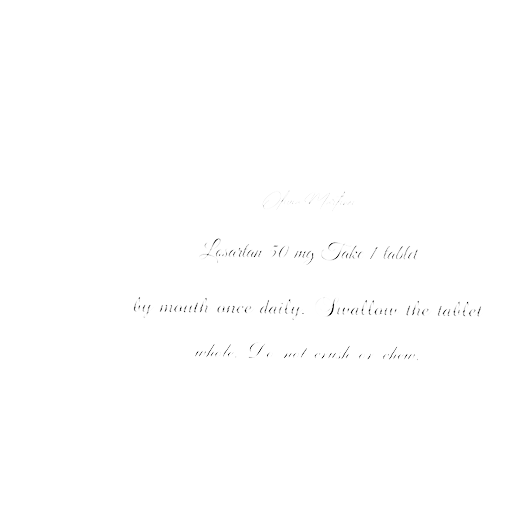 Losartan 50 mg Take 1 tablet
by mouth once daily. Swallow the tablet
whole. Do not crush or chew.